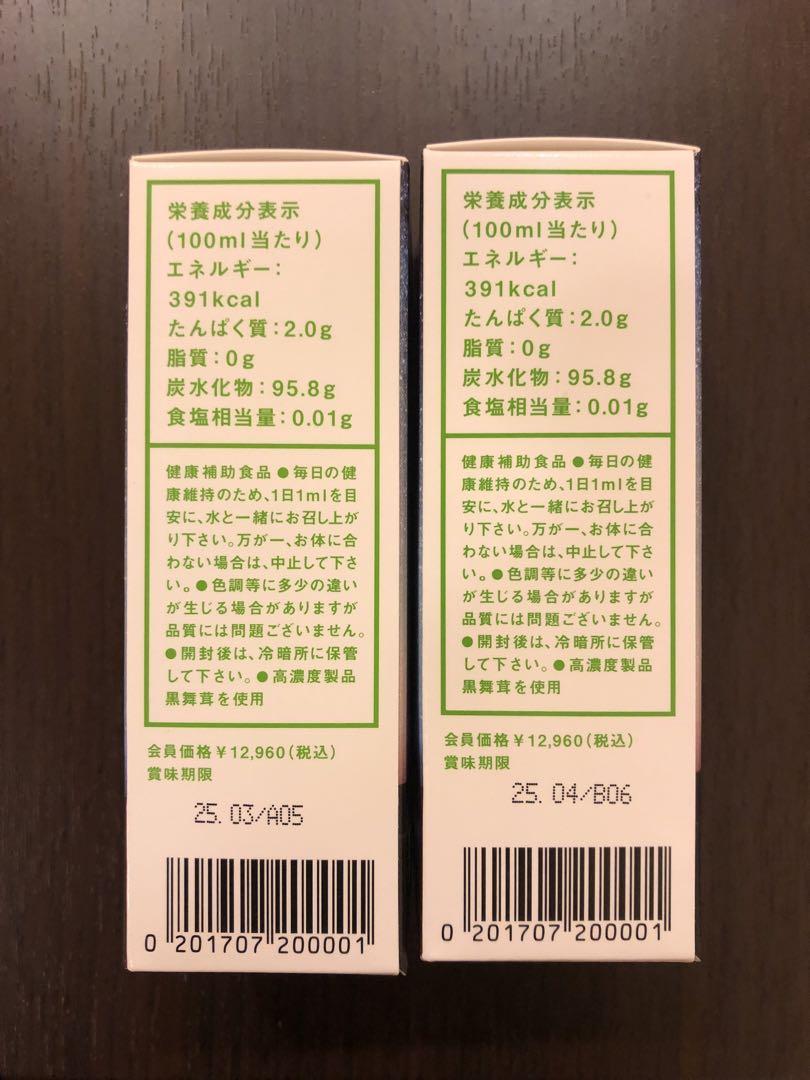 栄養成分表示
(100ml当たり)
エネルギー:
391kcal
たんぱく質:2.0g
脂質:0g
炭水化物:95.8g
食塩相当量:0.01g
健康補助食品●毎日の健
康維持のため、1日1mlを目
安に、水と一緒にお召し上が
り下さい。万が一、お体に合
わない場合は、中止して下さ
い。●色調等に多少の違い
が生じる場合がありますが
品質には問題ございません。
●開封後は、冷暗所に保管
して下さい。●高濃度製品
黒舞茸を使用
会員価格¥12,960(税込)
賞味期限
25.03/A05
0 201707 200001
栄養成分表示
(100ml当たり)
エネルギー:
391kcal
たんぱく質:2.0g
脂質:0g
炭水化物:95.8g
食塩相当量:0.01g
健康補助食品●毎日の健
康維持のため、1日1mlを目
安に、水と一緒にお召し上が
り下さい。万が一、お体に合
わない場合は、中止して下さ
い。●色調等に多少の違い
が生じる場合がありますが
品質には問題ございません。
●開封後は、冷暗所に保管
して下さい。●高濃度製品
黒舞茸を使用
会員価格¥12,960(税込)
賞味期限
25.04/B06
0 201707 200001